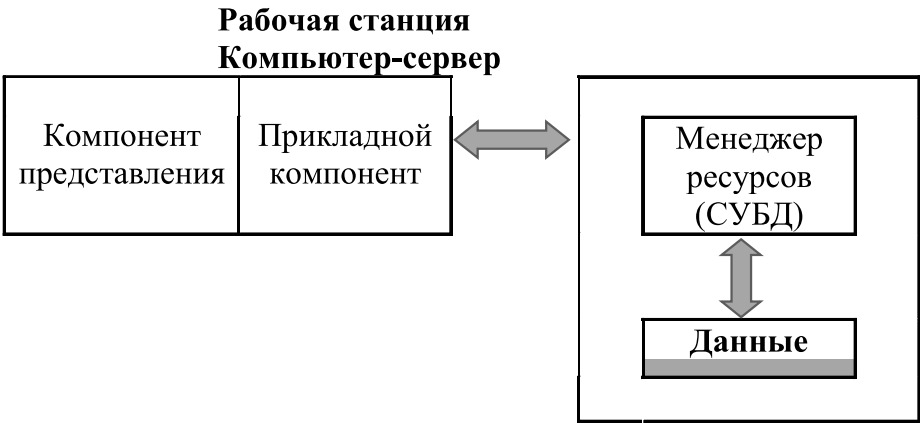 Рабочая станция
Компьютер-сервер
Компонент
представления
Прикладной
компонент
Менеджер
ресурсов
(СУБД)
Данные